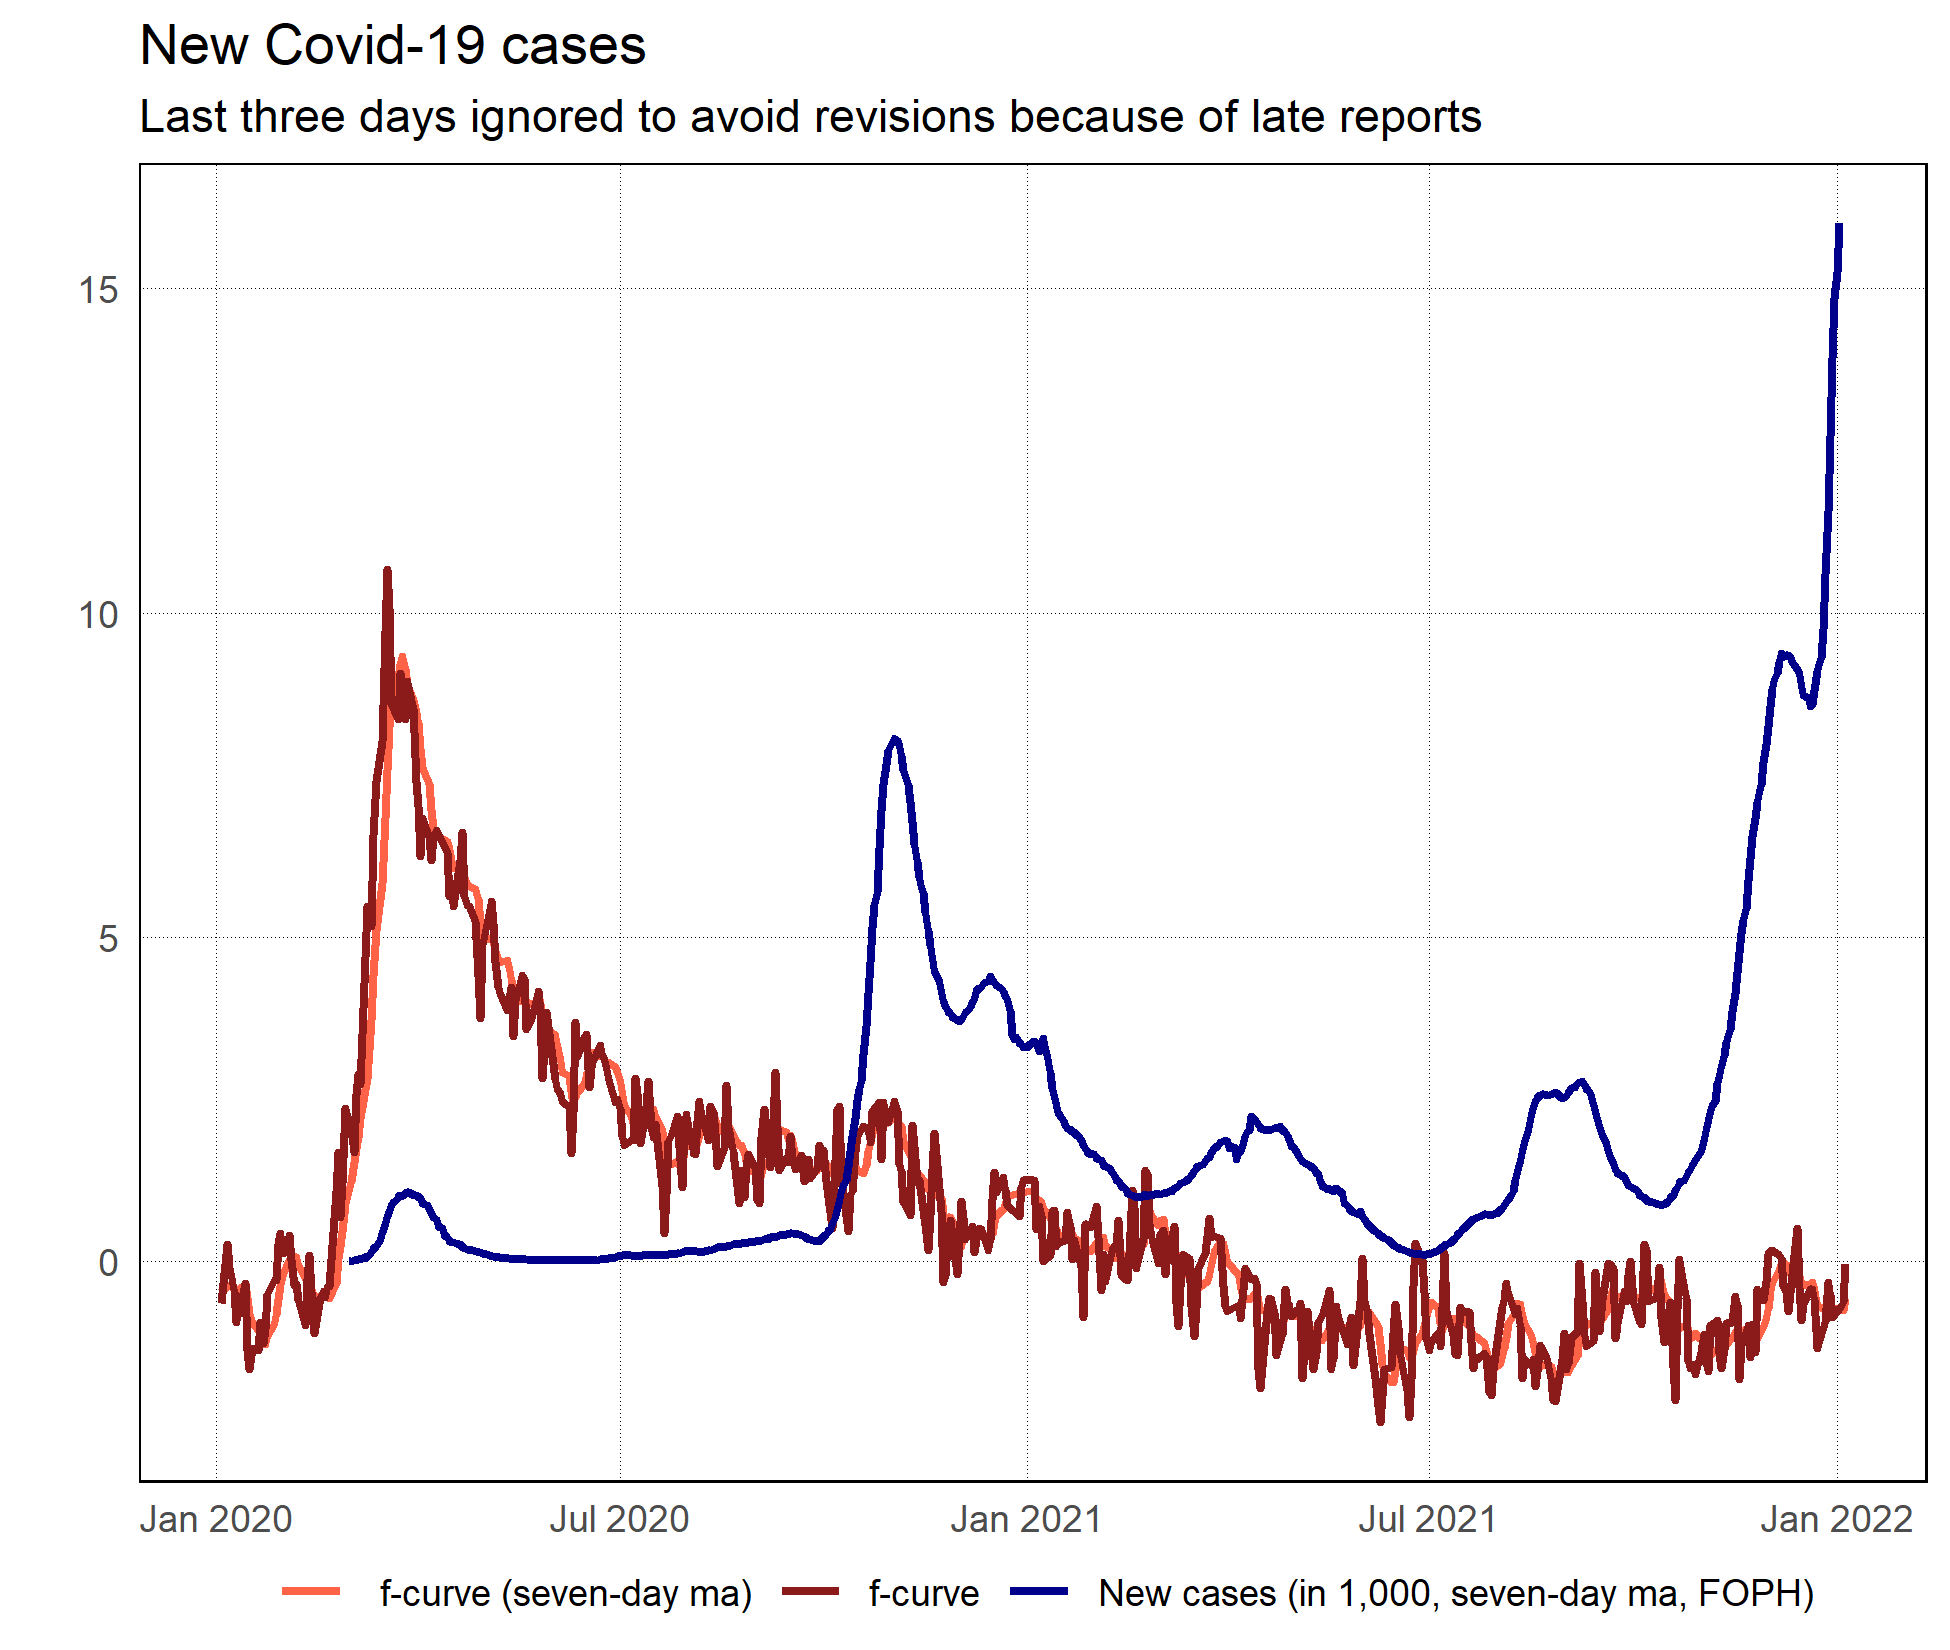 New Covid-19 cases
Last three days ignored to avoid revisions because of late reports
15
10
5
0
Jan 2020 Jul 2020 Jan 2021 Jul 2021 Jan 2022
f-curve (seven-day ma) f-curve New cases (in 1,000, seven-day ma, FOPH)